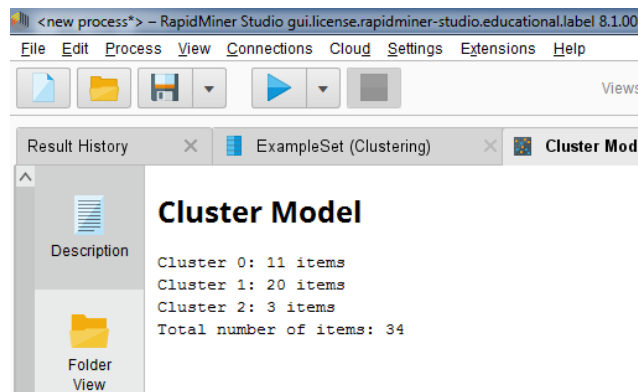 <new process*> – RapidMiner Studio gui.license.rapidminer-studio.educational.label 8.1.00
File Edit Process View Connections Cloud Settings Extensions Help
Views
Result History ExampleSet (Clustering) Cluster Mod
Cluster Model
Description
Cluster 0: 11 items
Cluster 1: 20 items
Cluster 2: 3 items
Total number of items: 34
Folder
View